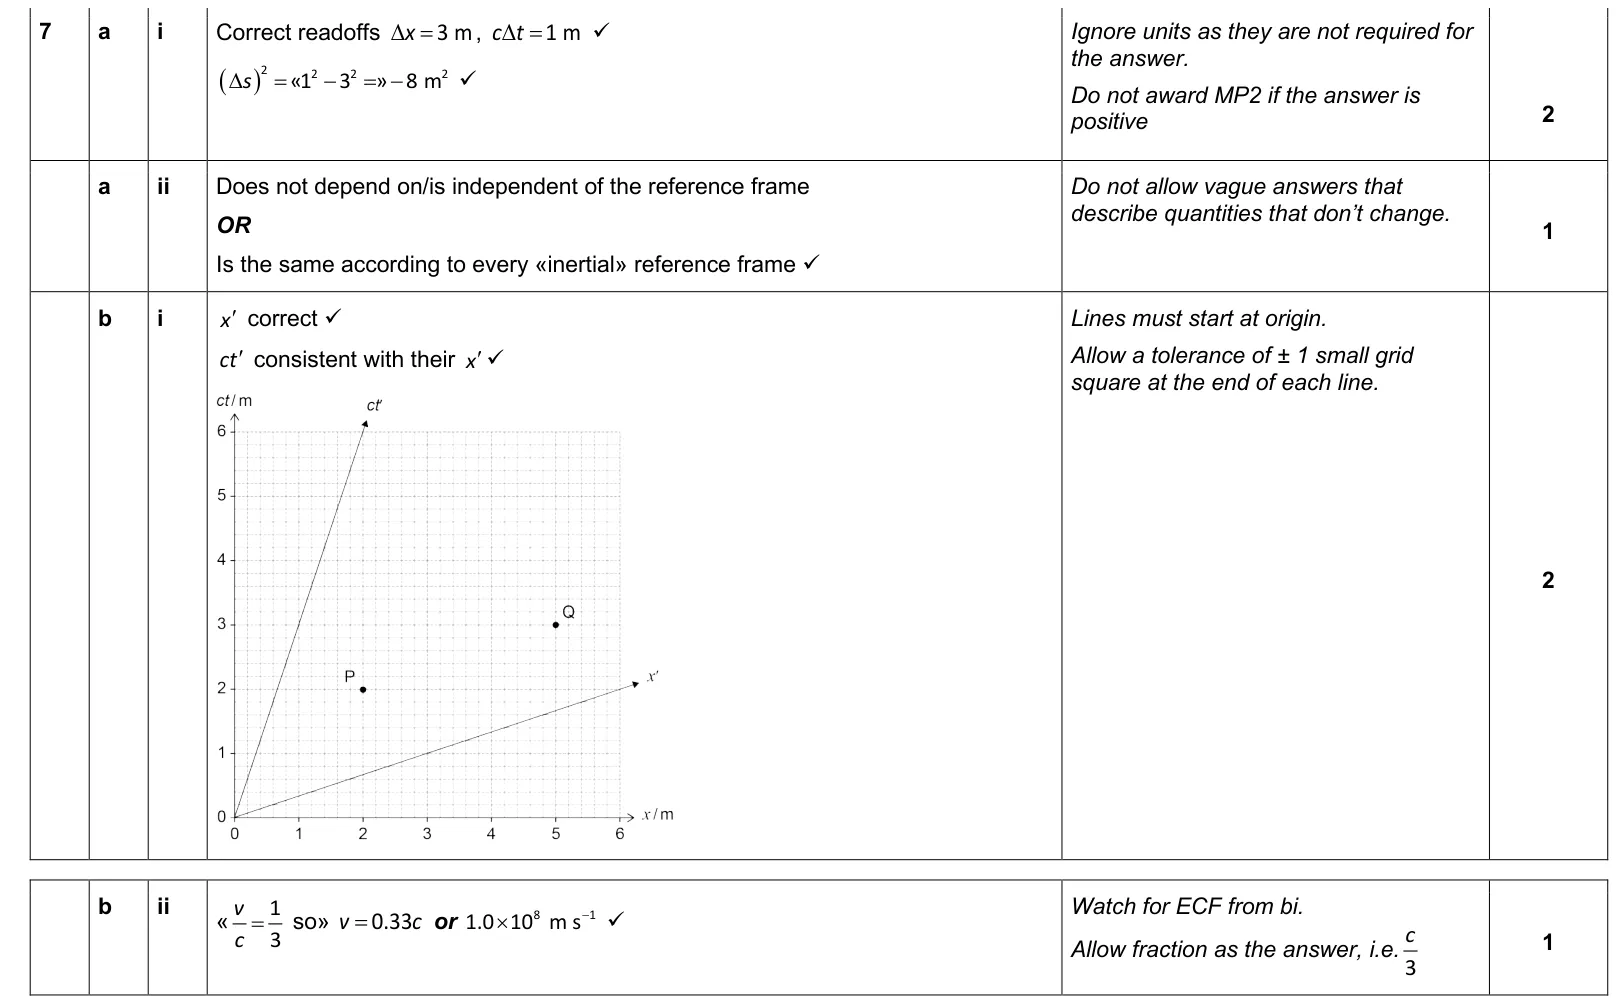 7 a i Correct readoffs Δx = 3 m, cΔt = 1 m ✓ Ignore units as they are not required for
the answer.
(Δs)² = «1² − 3² =» − 8 m² ✓
Do not award MP2 if the answer is
positive
2
a ii Does not depend on/is independent of the reference frame Do not allow vague answers that
describe quantities that don’t change.
OR
1
Is the same according to every «inertial» reference frame ✓
b i x′ correct ✓ Lines must start at origin.
ct′ consistent with their x′ ✓ Allow a tolerance of ± 1 small grid
square at the end of each line.
ct / m
ct′
6
5
4
3
Q
2
P
x′
1
0
x / m
0 1 2 3 4 5 6
2
b ii «v/c = 1/3 so» v = 0.33c or 1.0×10⁸ m s⁻¹ ✓ Watch for ECF from bi.
Allow fraction as the answer, i.e. c/3
1